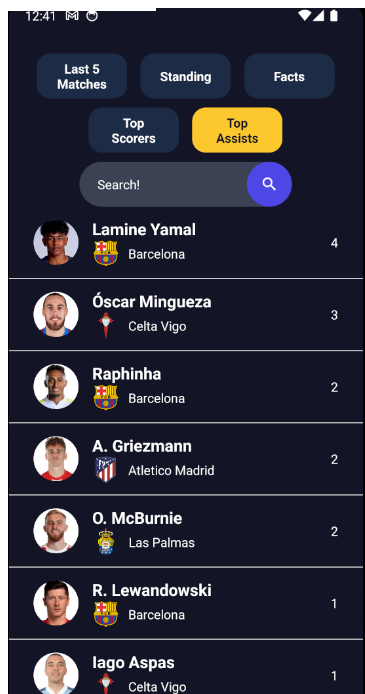 12:41
Last 5
Matches
Standing
Facts
Top
Scorers
Top
Assists
Search!
Lamine Yamal
Barcelona
4
Óscar Mingueza
Celta Vigo
3
Raphinha
Barcelona
2
A. Griezmann
Atletico Madrid
2
O. McBurnie
Las Palmas
2
R. Lewandowski
Barcelona
1
Iago Aspas
Celta Vigo
1